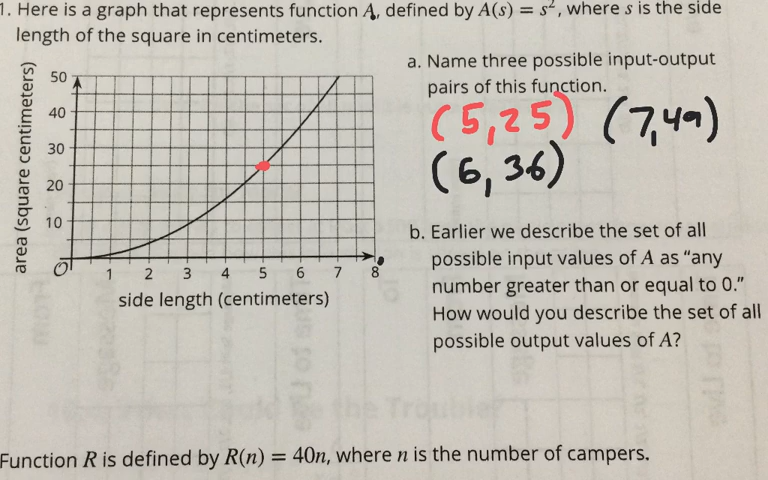 1. Here is a graph that represents function A, defined by A(s) = s², where s is the side
length of the square in centimeters.
a. Name three possible input-output
pairs of this function.
(5,25) (7,49)
(6, 36)
area (square centimeters)
50
40
30
20
10
O 1 2 3 4 5 6 7 8
side length (centimeters)
b. Earlier we describe the set of all
possible input values of A as “any
number greater than or equal to 0.”
How would you describe the set of all
possible output values of A?
Function R is defined by R(n) = 40n, where n is the number of campers.